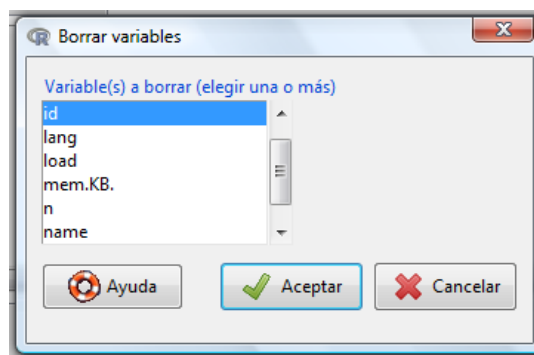 Borrar variables
Variable(s) a borrar (elegir una o más)
id
lang
load
mem.KB.
n
name
Ayuda Aceptar Cancelar